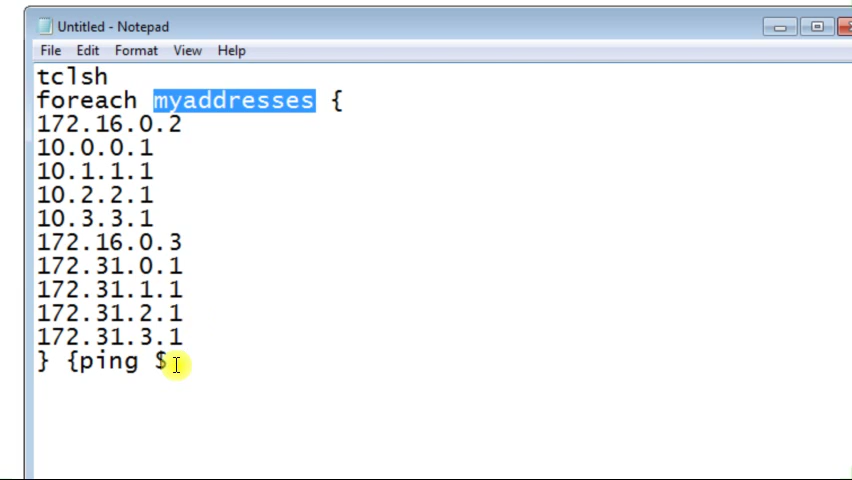 Untitled - Notepad
File Edit Format View Help
tclsh
foreach myaddresses {
172.16.0.2
10.0.0.1
10.1.1.1
10.2.2.1
10.3.3.1
172.16.0.3
172.31.0.1
172.31.1.1
172.31.2.1
172.31.3.1
} {ping $